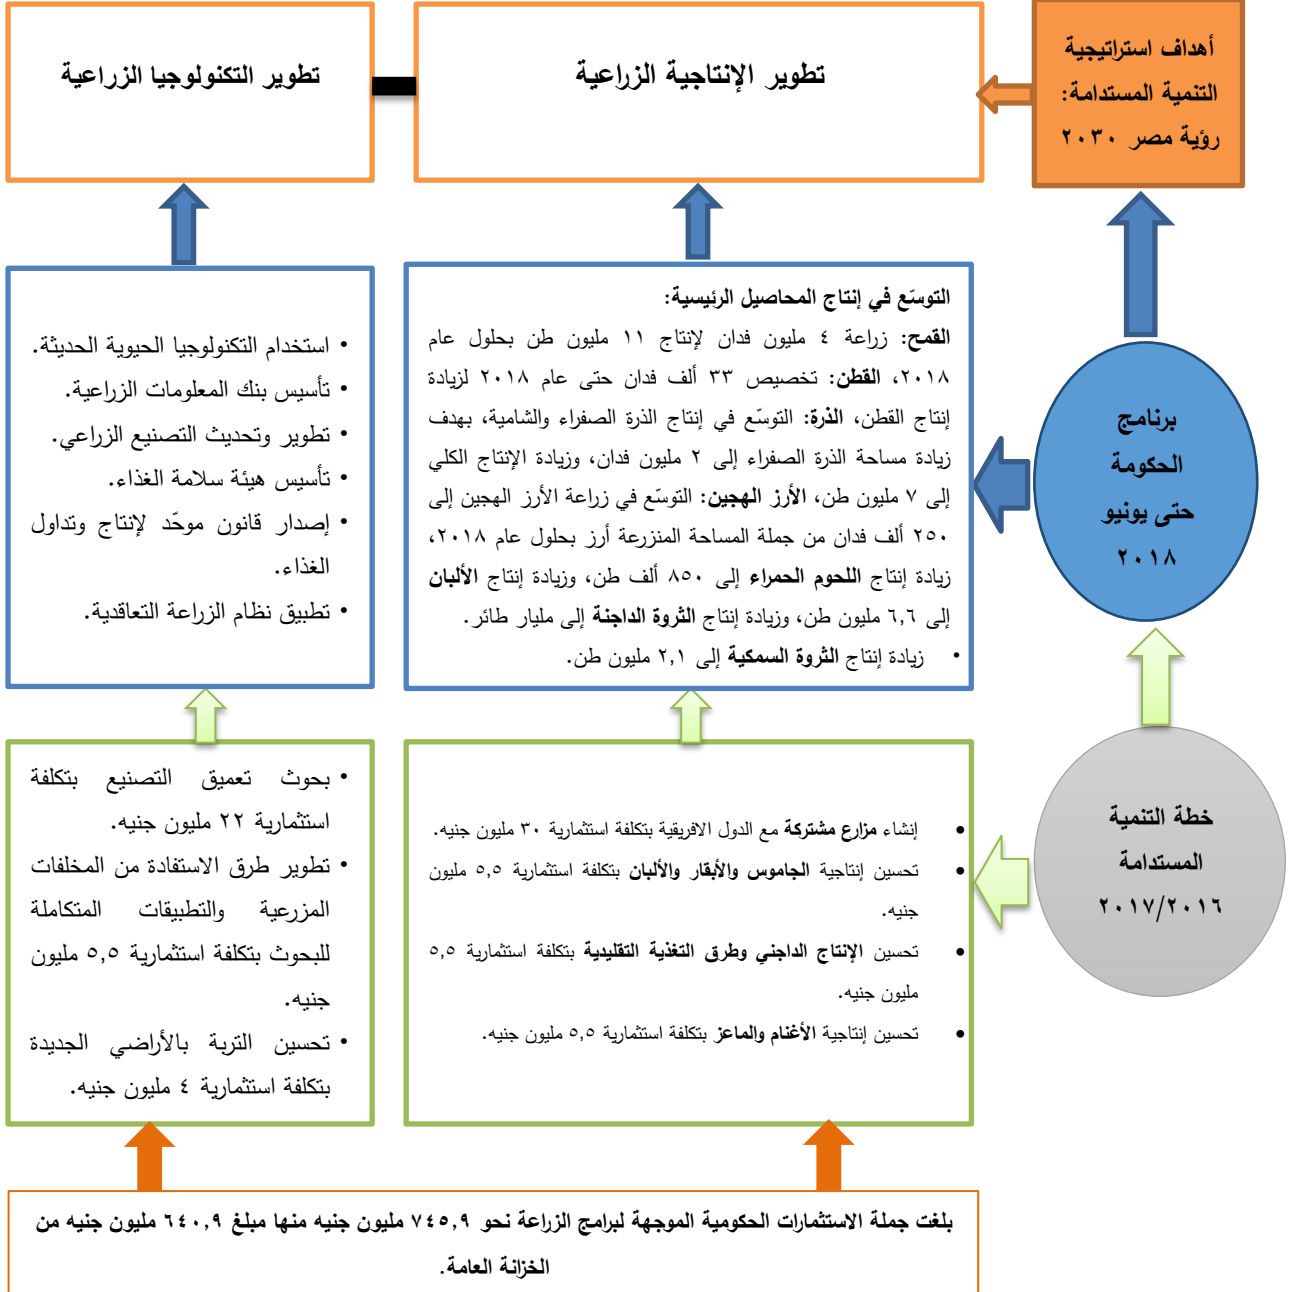 أهداف استراتيجية
التنمية المستدامة:
رؤية مصر ٢٠٣٠
تطوير الإنتاجية الزراعية
تطوير التكنولوجيا الزراعية
برنامج
الحكومة
حتى يونيو
٢٠١٨
التوسّع في إنتاج المحاصيل الرئيسية:
القمح: زراعة ٤ مليون فدان لإنتاج ١١ مليون طن بحلول عام
٢٠١٨، القطن: تخصيص ٣٣ ألف فدان حتى عام ٢٠١٨ لزيادة
إنتاج القطن، الذرة: التوسّع في إنتاج الذرة الصفراء والشامية، بهدف
زيادة مساحة الذرة الصفراء إلى ٢ مليون فدان، وزيادة الإنتاج الكلي
إلى ٧ مليون طن، الأرز الهجين: التوسّع في زراعة الأرز الهجين إلى
٢٥٠ ألف فدان من جملة المساحة المنزرعة أرز بحلول عام ٢٠١٨،
زيادة إنتاج اللحوم الحمراء إلى ٨٥٠ ألف طن، وزيادة إنتاج الألبان
إلى ٦,٦ مليون طن، وزيادة إنتاج الثروة الداجنة إلى مليار طائر.
• زيادة إنتاج الثروة السمكية إلى ٢,١ مليون طن.
• استخدام التكنولوجيا الحيوية الحديثة.
• تأسيس بنك المعلومات الزراعية.
• تطوير وتحديث التصنيع الزراعي.
• تأسيس هيئة سلامة الغذاء.
• إصدار قانون موحّد لإنتاج وتداول
الغذاء.
• تطبيق نظام الزراعة التعاقدية.
خطة التنمية
المستدامة
٢٠١٧/٢٠١٦
• إنشاء مزارع مشتركة مع الدول الافريقية بتكلفة استثمارية ٣٠ مليون جنيه.
• تحسين إنتاجية الجاموس والأبقار والألبان بتكلفة استثمارية ٥,٥ مليون
جنيه.
• تحسين الإنتاج الداجني وطرق التغذية التقليدية بتكلفة استثمارية ٥,٥
مليون جنيه.
• تحسين إنتاجية الأغنام والماعز بتكلفة استثمارية ٥,٥ مليون جنيه.
• بحوث تعميق التصنيع بتكلفة
استثمارية ٢٢ مليون جنيه.
• تطوير طرق الاستفادة من المخلفات
المزرعية والتطبيقات المتكاملة
للبحوث بتكلفة استثمارية ٥,٥ مليون
جنيه.
• تحسين التربة بالأراضي الجديدة
بتكلفة استثمارية ٤ مليون جنيه.
بلغت جملة الاستثمارات الحكومية الموجهة لبرامج الزراعة نحو ٧٤٥,٩ مليون جنيه منها مبلغ ٦٤٠,٩ مليون جنيه من
الخزانة العامة.